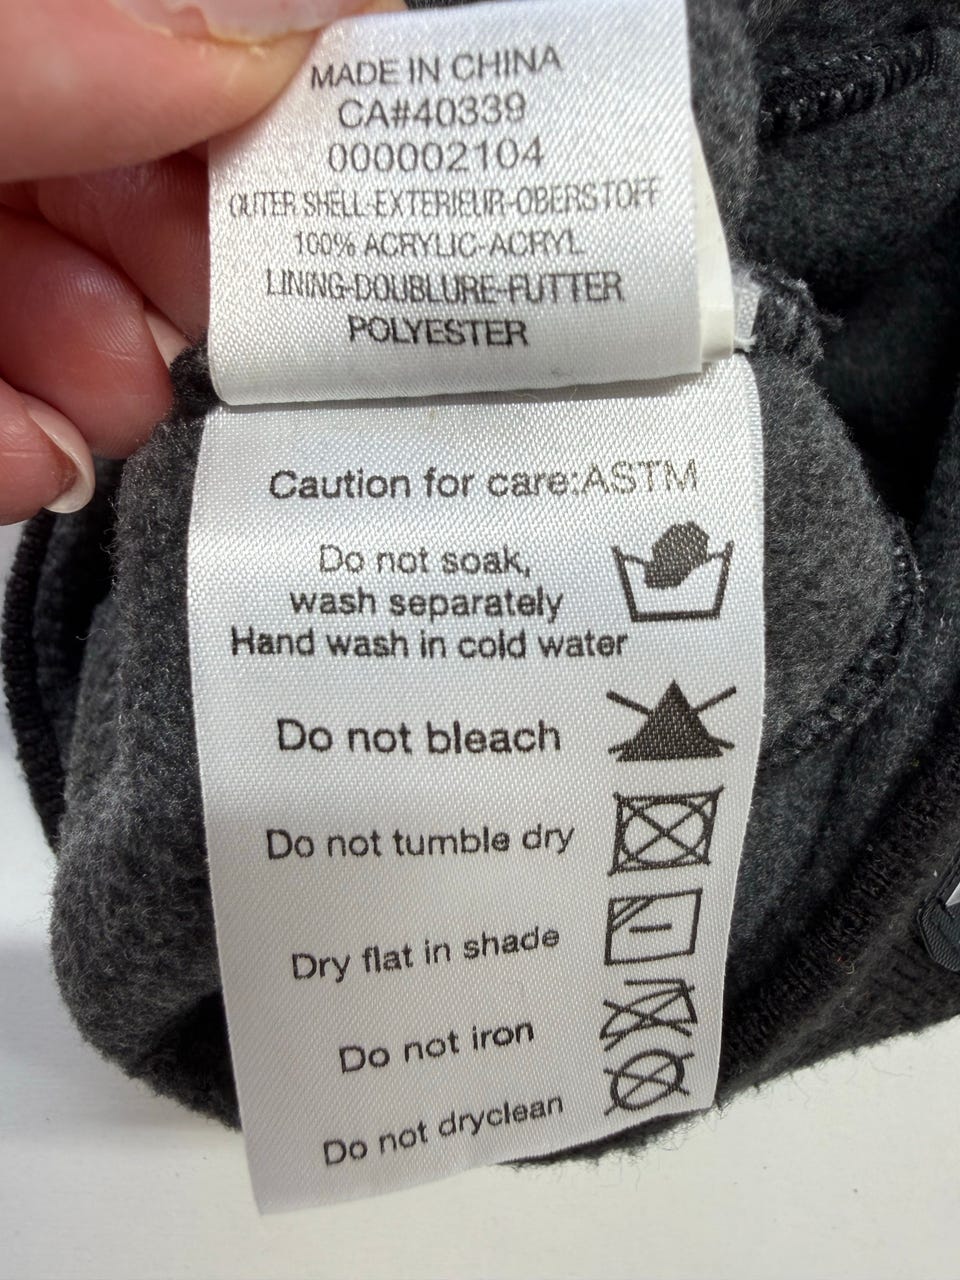 MADE IN CHINA
CA#40339
000002104
OUTER SHELL-EXTERIEUR-OBERSTOFF
100% ACRYLIC-ACRYL
LINING-DOUBLURE-FUTTER
POLYESTER
Caution for care:ASTM
Do not soak,
wash separately
Hand wash in cold water
Do not bleach
Do not tumble dry
Dry flat in shade
Do not iron
Do not dryclean